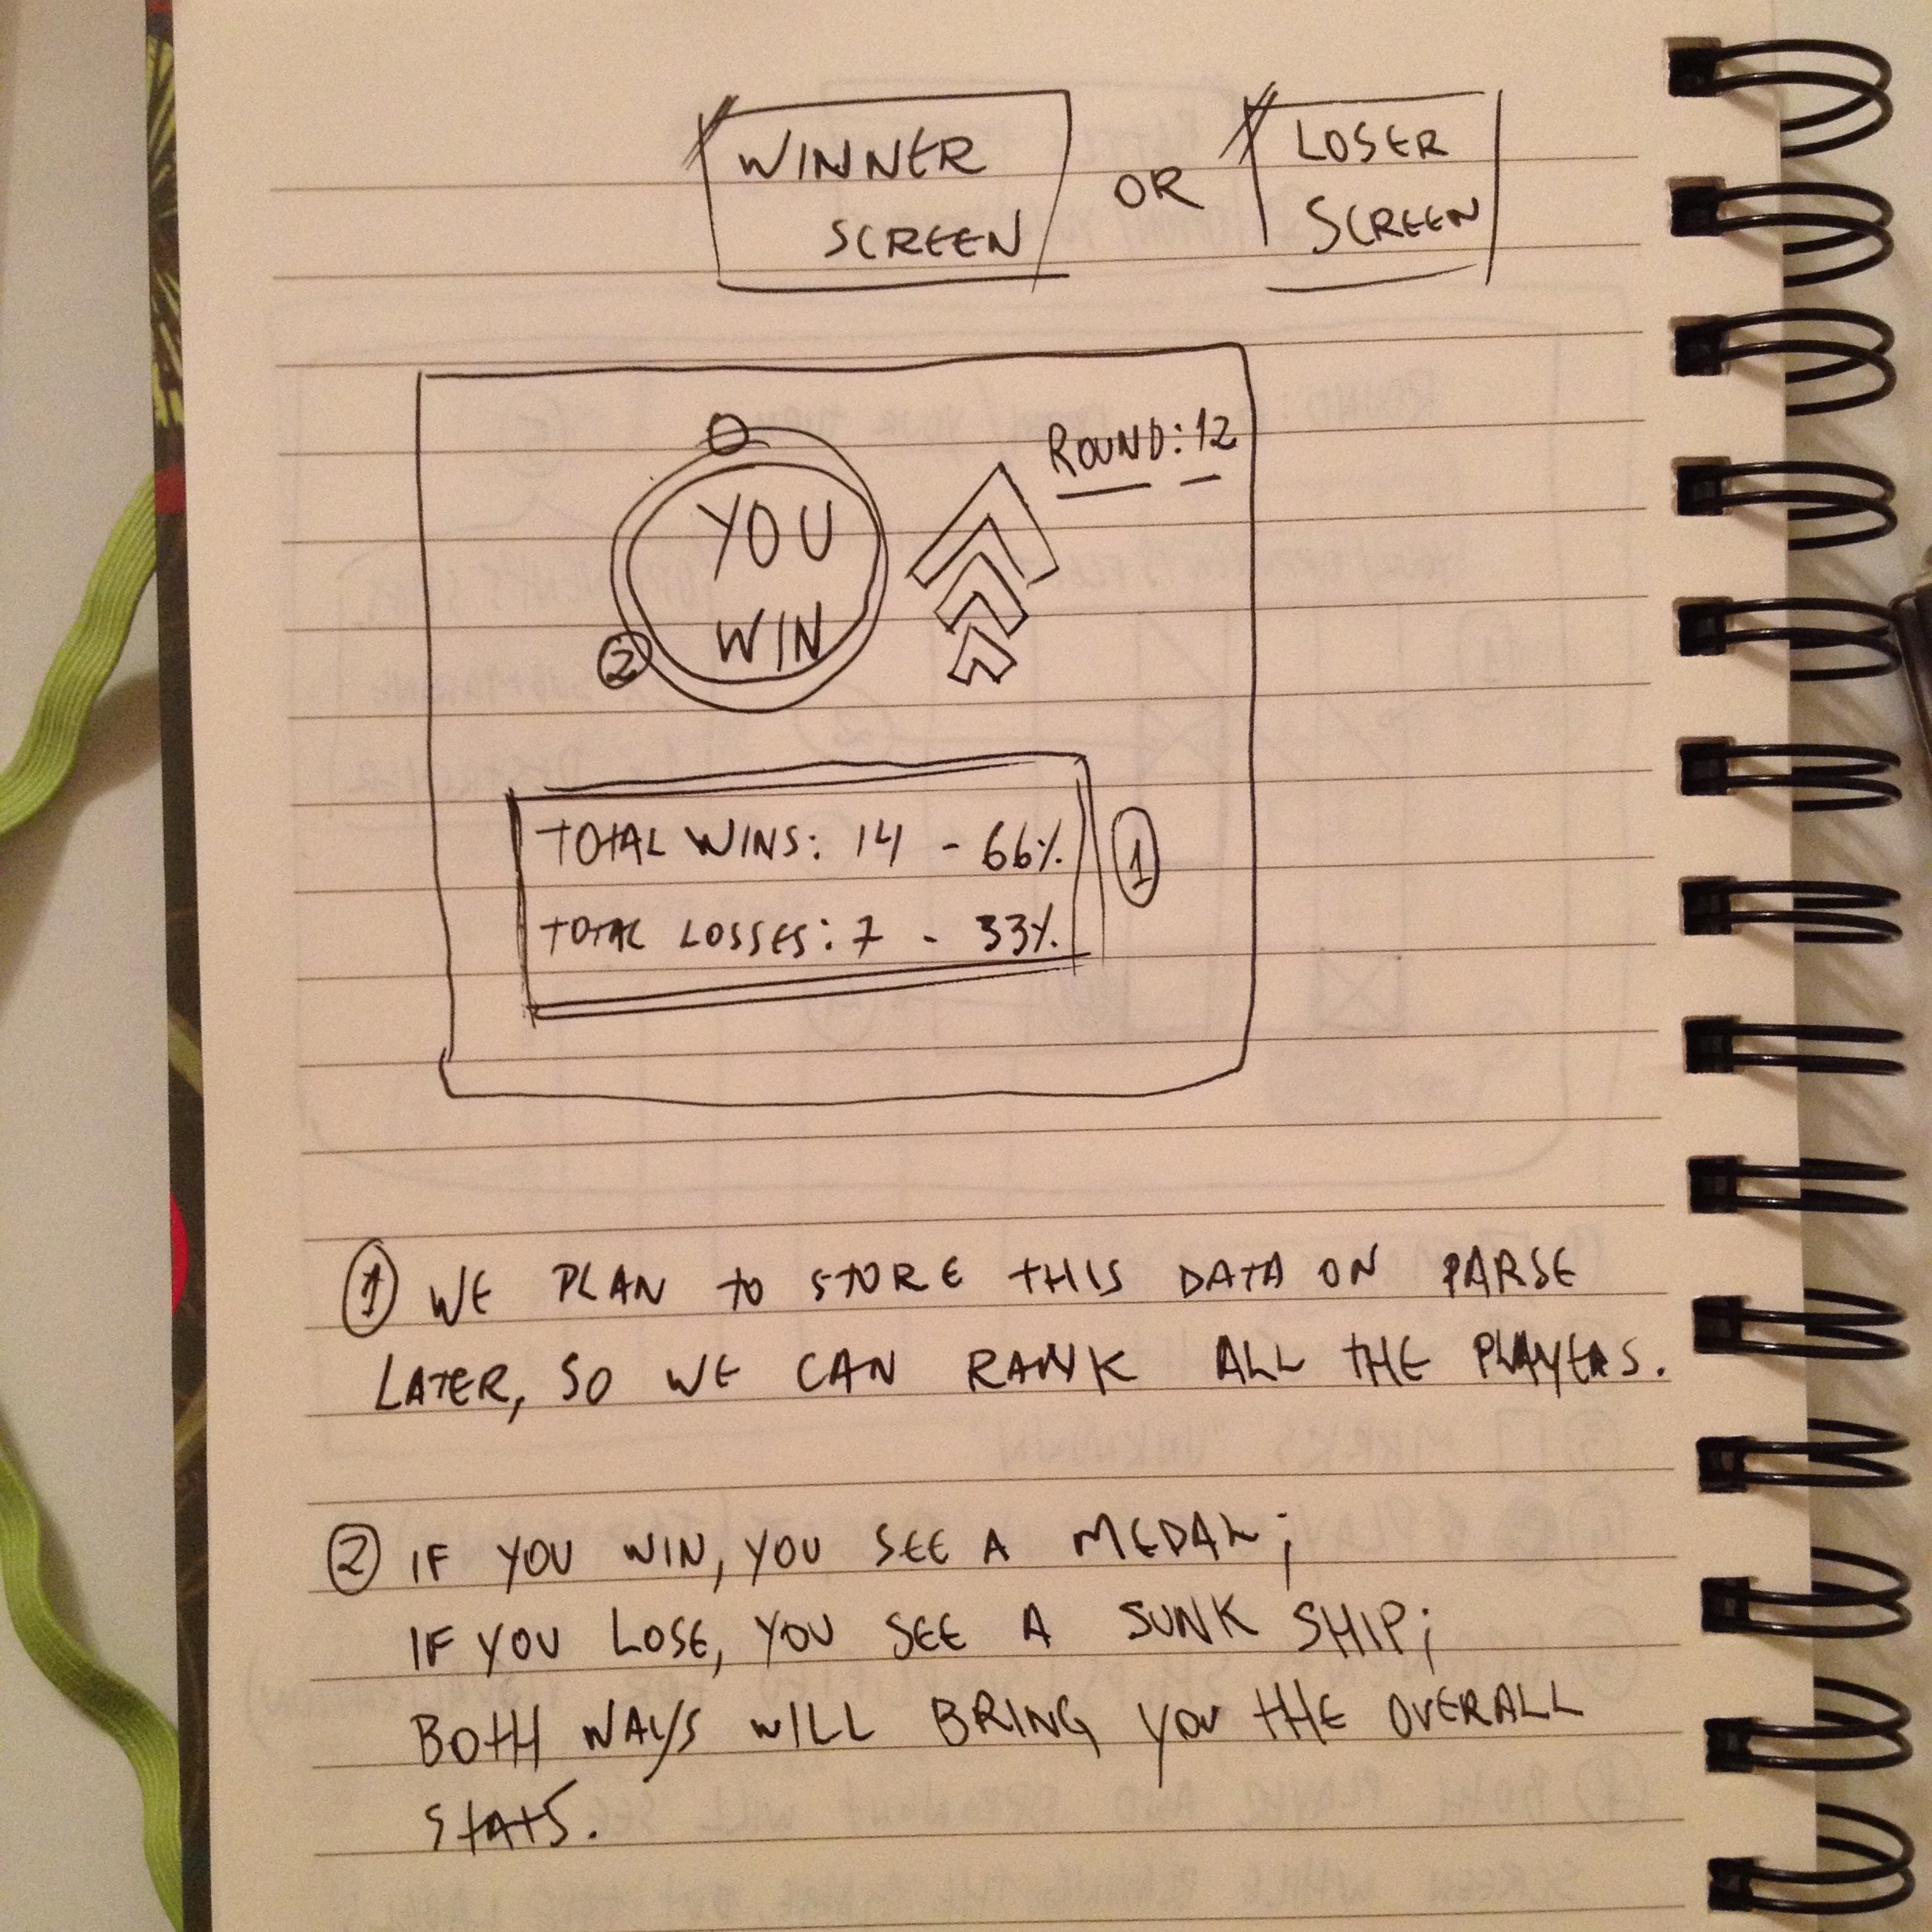 WINNER
SCREEN
OR
LOSER
SCREEN
ROUND: 12
YOU
WIN
2
TOTAL WINS: 14 - 66%
TOTAL LOSSES: 7 - 33%
1
1 WE PLAN TO STORE THIS DATA ON PARSE
LATER, SO WE CAN RANK ALL THE PLAYERS.
2 IF YOU WIN, YOU SEE A MEDAL;
IF YOU LOSE, YOU SEE A SUNK SHIP;
BOTH WAYS WILL BRING YOU THE OVERALL
STATS.